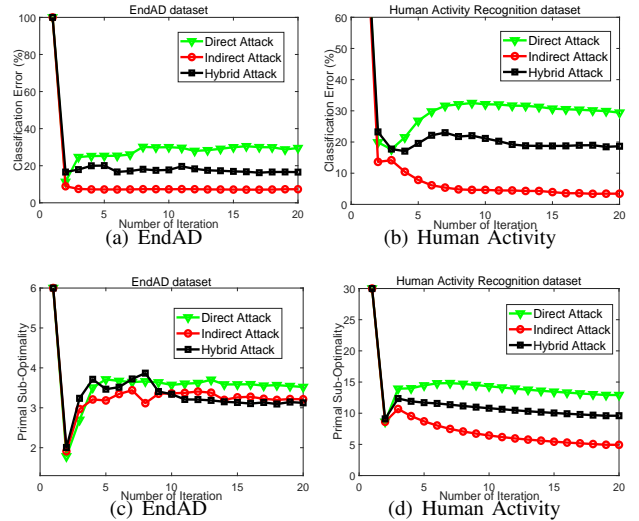 EndAD dataset
Classification Error (%)
100
80
60
40
20
0
Direct Attack
Indirect Attack
Hybrid Attack
0 5 10 15 20
Number of Iteration
(a) EndAD
Human Activity Recognition dataset
Classification Error (%)
60
50
40
30
20
10
0
Direct Attack
Indirect Attack
Hybrid Attack
0 5 10 15 20
Number of Iteration
(b) Human Activity
EndAD dataset
Primal Sub-Optimality
6
5
4
3
2
Direct Attack
Indirect Attack
Hybrid Attack
0 5 10 15 20
Number of Iteration
(c) EndAD
Human Activity Recognition dataset
Primal Sub-Optimality
30
25
20
15
10
5
0
Direct Attack
Indirect Attack
Hybrid Attack
0 5 10 15 20
Number of Iteration
(d) Human Activity